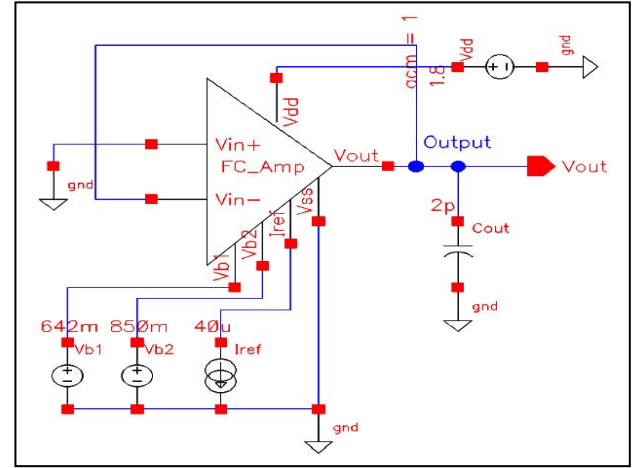 acm = 1
1.8
Vdd
gnd
Vdd
Output
Vin+
FC_Amp
Vout
Vout
gnd
Vin-
Vb1
Vb2
Iref
Vss
2p
Cout
gnd
642m
850m
40u
Vb1
Vb2
Iref
gnd